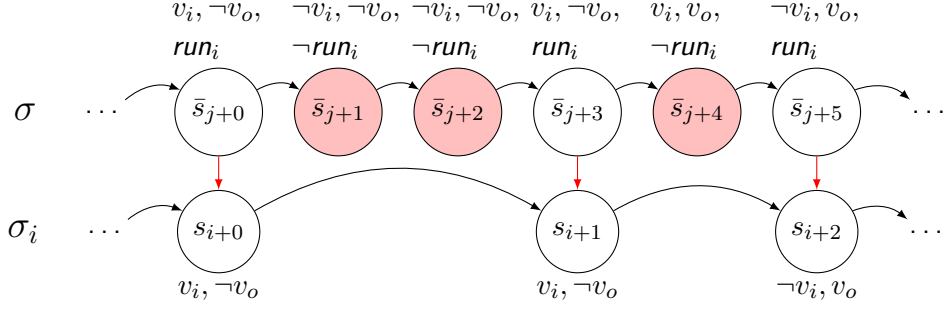 v_i, ¬v_o, ¬v_i, ¬v_o, ¬v_i, ¬v_o, v_i, ¬v_o, v_i, v_o, ¬v_i, v_o,
run_i ¬run_i ¬run_i run_i ¬run_i run_i
σ ··· s̄_{j+0} s̄_{j+1} s̄_{j+2} s̄_{j+3} s̄_{j+4} s̄_{j+5} ···
σ_i ··· s_{i+0} s_{i+1} s_{i+2} ···
v_i, ¬v_o v_i, ¬v_o ¬v_i, v_o